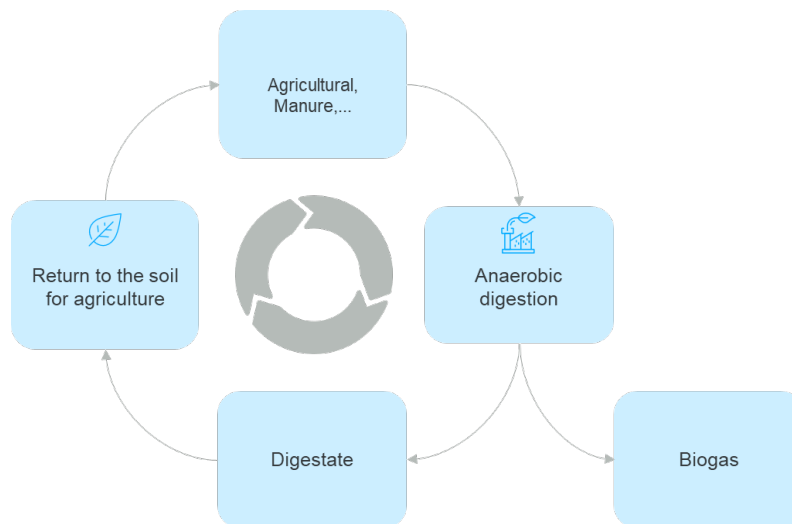 Agricultural,
Manure,...
Return to the soil
for agriculture
Anaerobic
digestion
Digestate
Biogas